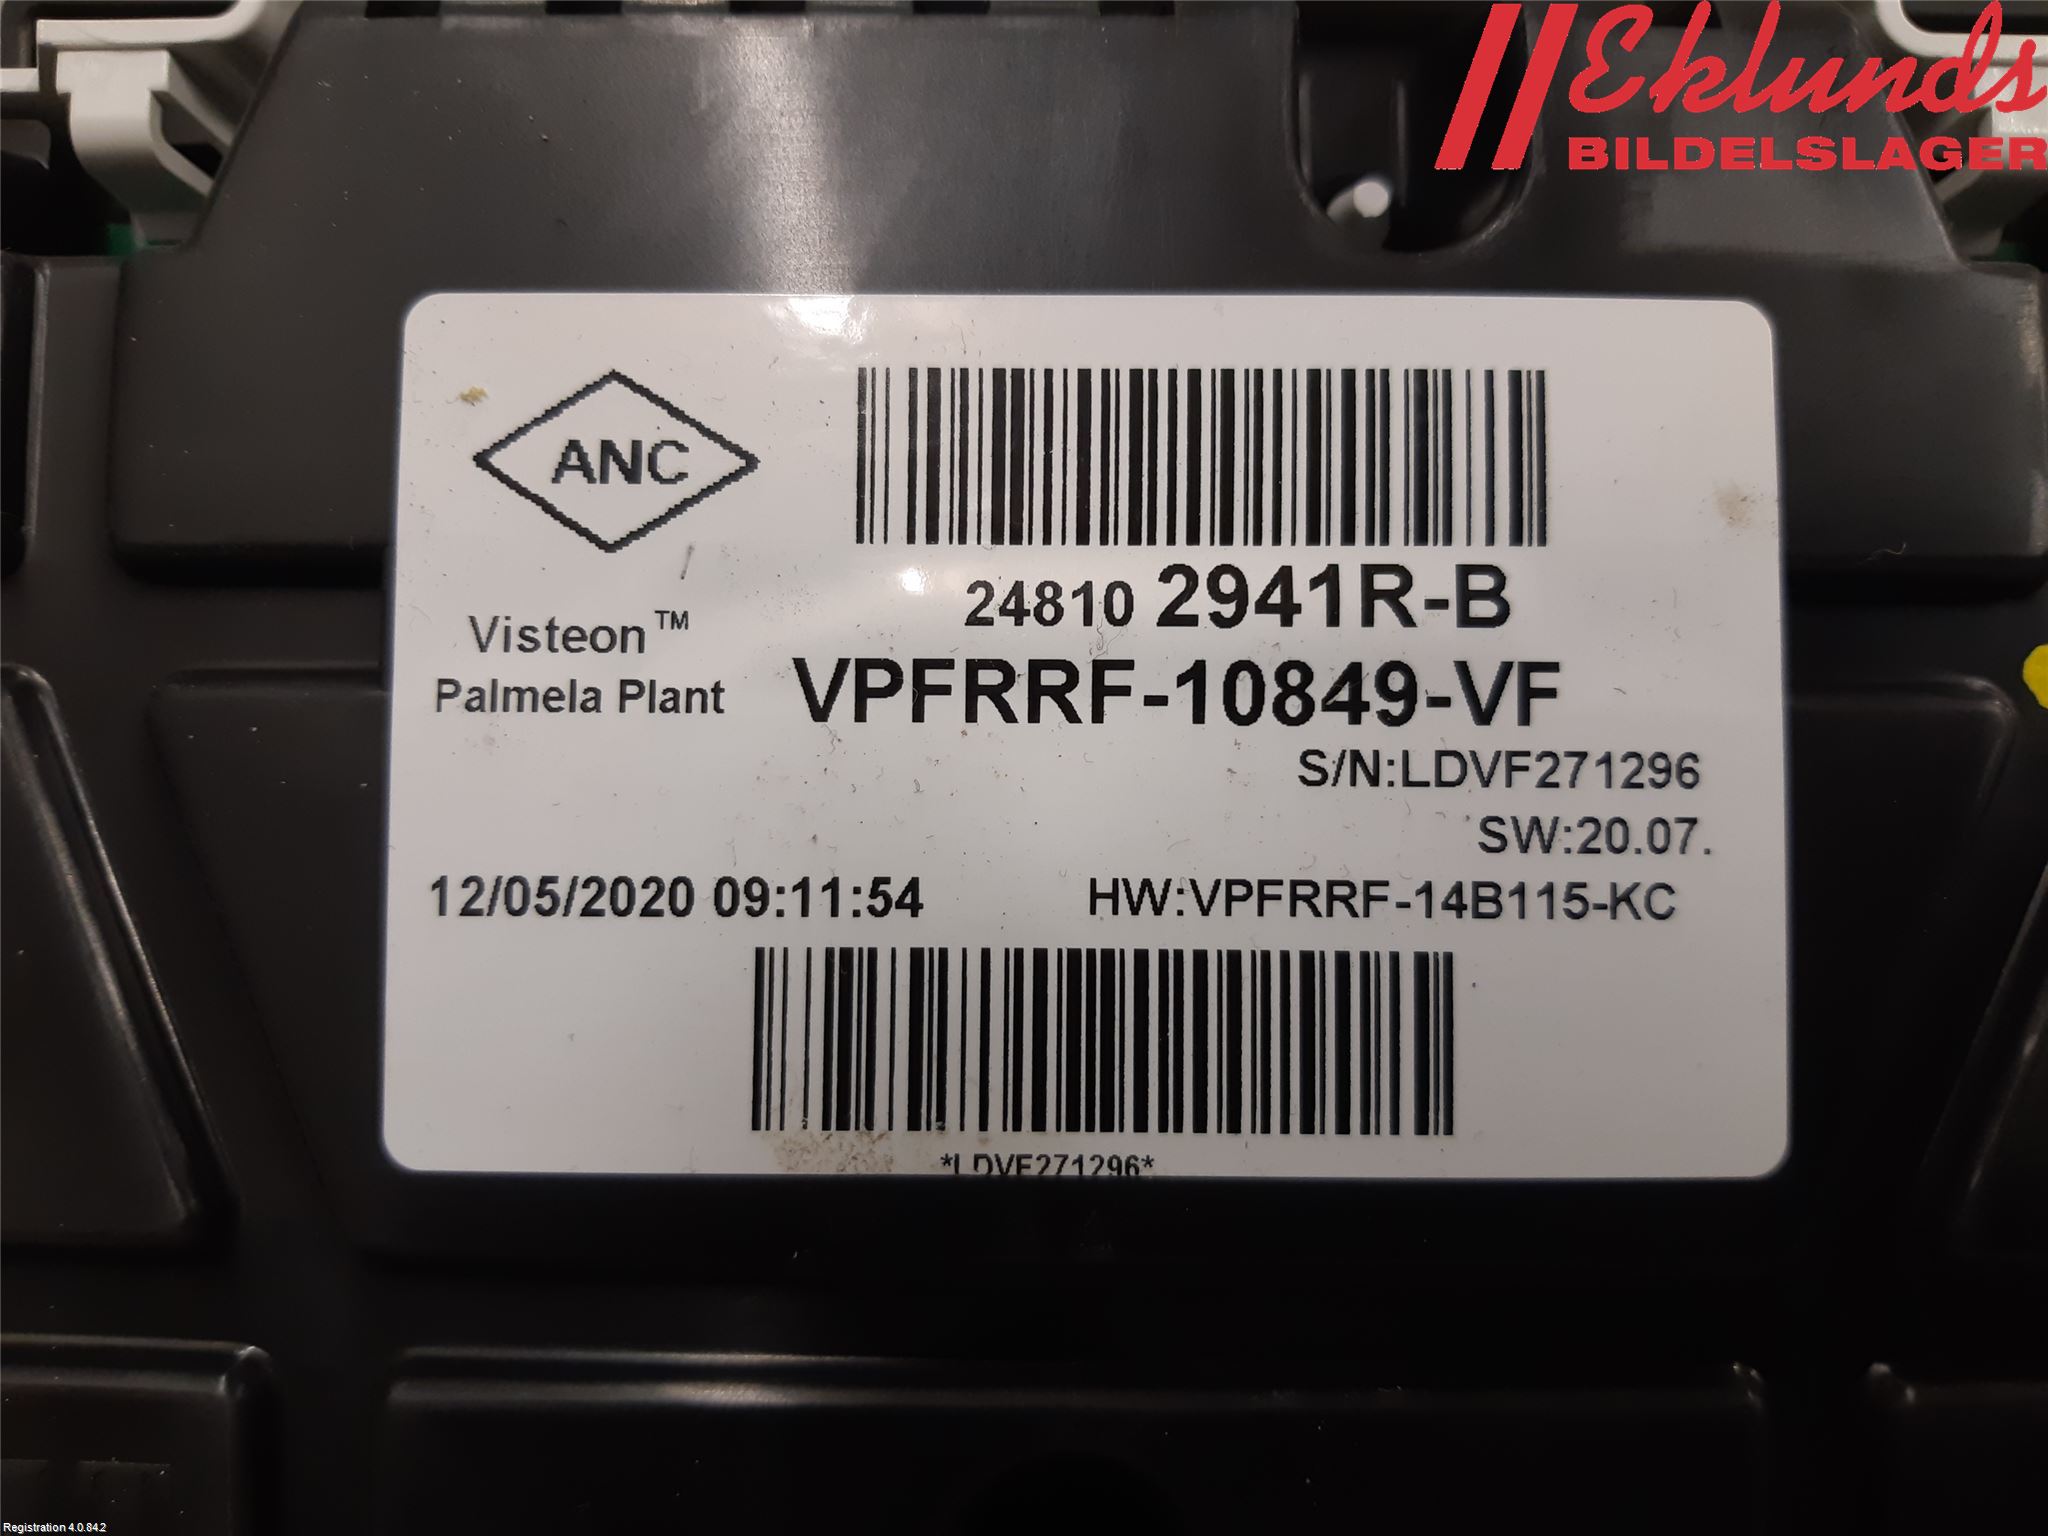 Eklunds
BILDELSLAGER
ANC
24810 2941R-B
Visteon™
Palmela Plant
VPFRRF-10849-VF
S/N:LDVF271296
SW:20.07.
12/05/2020 09:11:54
HW:VPFRRF-14B115-KC
*LDVF271296*
Registration 4.0.84.2